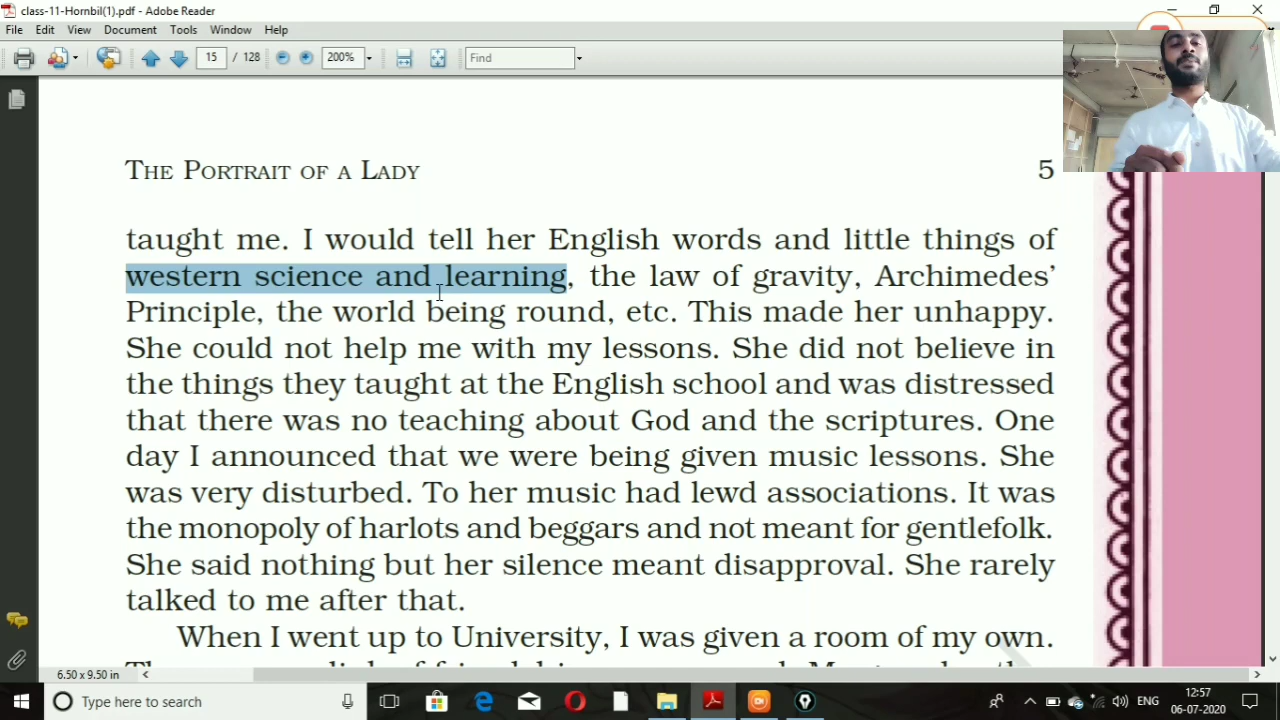 class-11-Hornbil(1).pdf - Adobe Reader
File Edit View Document Tools Window Help
15 / 128 200% Find
THE PORTRAIT OF A LADY 5
taught me. I would tell her English words and little things of
western science and learning, the law of gravity, Archimedes’
Principle, the world being round, etc. This made her unhappy.
She could not help me with my lessons. She did not believe in
the things they taught at the English school and was distressed
that there was no teaching about God and the scriptures. One
day I announced that we were being given music lessons. She
was very disturbed. To her music had lewd associations. It was
the monopoly of harlots and beggars and not meant for gentlefolk.
She said nothing but her silence meant disapproval. She rarely
talked to me after that.
When I went up to University, I was given a room of my own.
6.50 x 9.50 in
Type here to search
ENG
12:57
06-07-2020